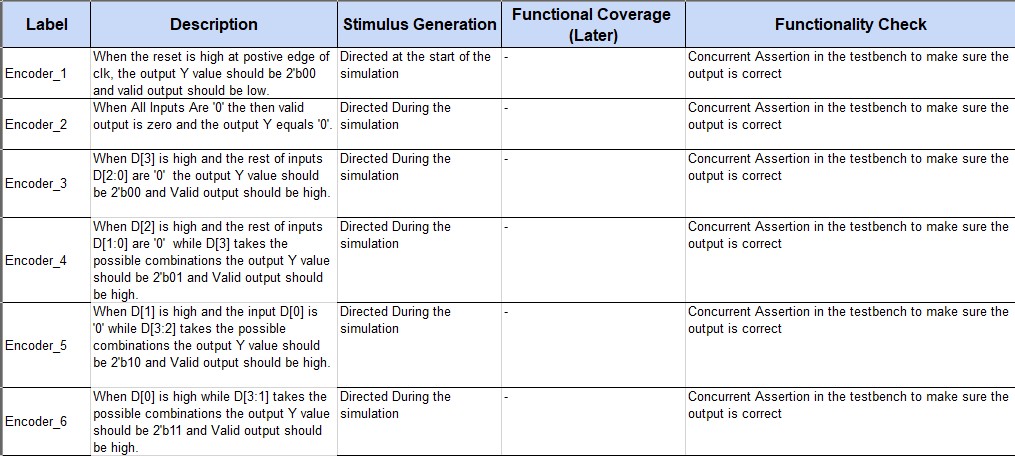 Label
Description
Stimulus Generation
Functional Coverage
(Later)
Functionality Check
Encoder_1
When the reset is high at postive edge of
clk, the output Y value should be 2'b00
and valid output should be low.
Directed at the start of the
simulation
-
Concurrent Assertion in the testbench to make sure the
output is correct
Encoder_2
When All Inputs Are '0' the then valid
output is zero and the output Y equals '0'.
Directed During the
simulation
-
Concurrent Assertion in the testbench to make sure the
output is correct
Encoder_3
When D[3] is high and the rest of inputs
D[2:0] are '0' the output Y value should
be 2'b00 and Valid output should be high.
Directed During the
simulation
-
Concurrent Assertion in the testbench to make sure the
output is correct
Encoder_4
When D[2] is high and the rest of inputs
D[1:0] are '0' while D[3] takes the
possible combinations the output Y value
should be 2'b01 and Valid output should
be high.
Directed During the
simulation
-
Concurrent Assertion in the testbench to make sure the
output is correct
Encoder_5
When D[1] is high and the input D[0] is
'0' while D[3:2] takes the possible
combinations the output Y value should
be 2'b10 and Valid output should be high.
Directed During the
simulation
-
Concurrent Assertion in the testbench to make sure the
output is correct
Encoder_6
When D[0] is high while D[3:1] takes the
possible combinations the output Y value
should be 2'b11 and Valid output should
be high.
Directed During the
simulation
-
Concurrent Assertion in the testbench to make sure the
output is correct